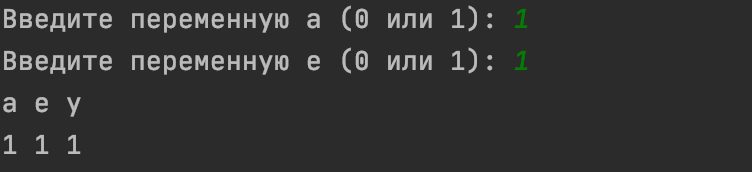 Введите переменную a (0 или 1): 1
Введите переменную e (0 или 1): 1
a e y
1 1 1